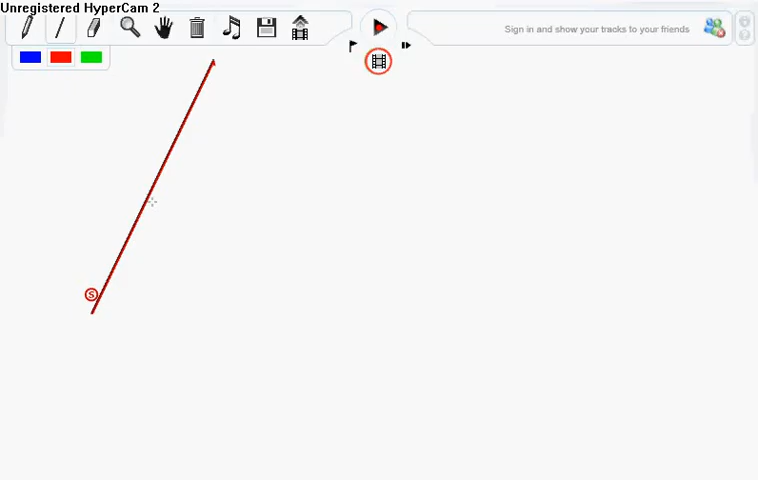 Unregistered HyperCam 2
Sign in and show your tracks to your friends
S